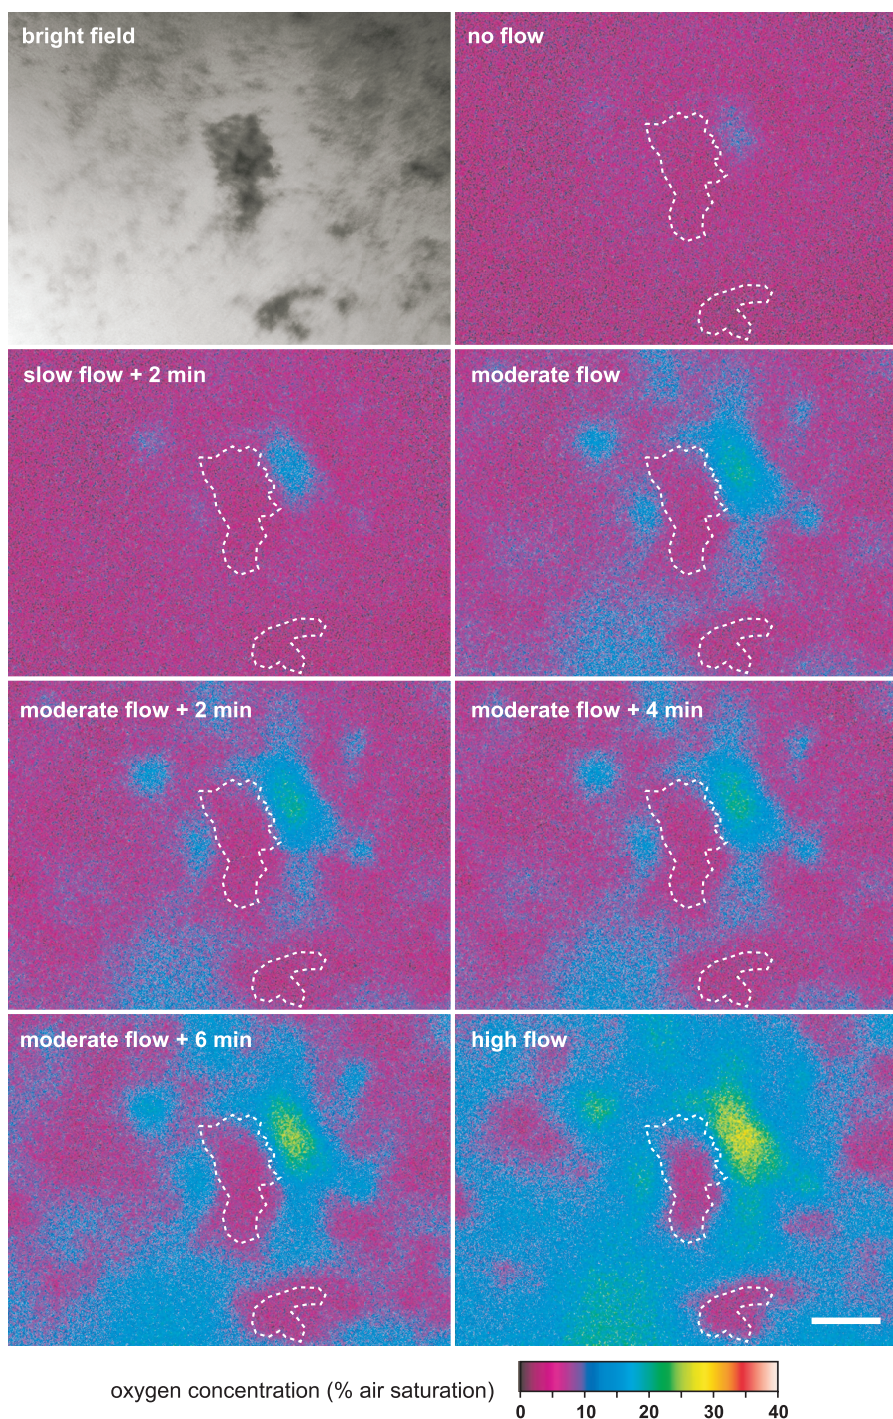 bright field
no flow
slow flow + 2 min
moderate flow
moderate flow + 2 min
moderate flow + 4 min
moderate flow + 6 min
high flow
oxygen concentration (% air saturation)
0 10 20 30 40